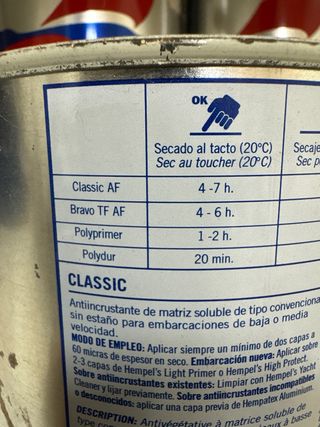 OK
Secado al tacto (20ºC)
Secaje
Sec au toucher (20ºC)
Sec
Classic AF
4 -7 h.
Bravo TF AF
4 - 6 h.
Polyprimer
1 -2 h.
Polydur
20 min.
CLASSIC
Antiincrustante de matriz soluble de tipo convenciona
sin estaño para embarcaciones de baja o media
velocidad.
MODO DE EMPLEO: Aplicar siempre un mínimo de dos capas a
60 micras de espesor en seco. Embarcación nueva: Aplicar sobre
2-3 capas de Hempel's Light Primer o Hempel's High Protect.
Sobre antiincrustantes existentes: Limpiar con Hempel's Yacht
Cleaner y lijar previamente. Sobre antiincrustantes incompatibles
o desconocidos: aplicar una capa previa de Hempatex Aluminium.
DESCRIPTION: Antivégétative à matrice soluble de